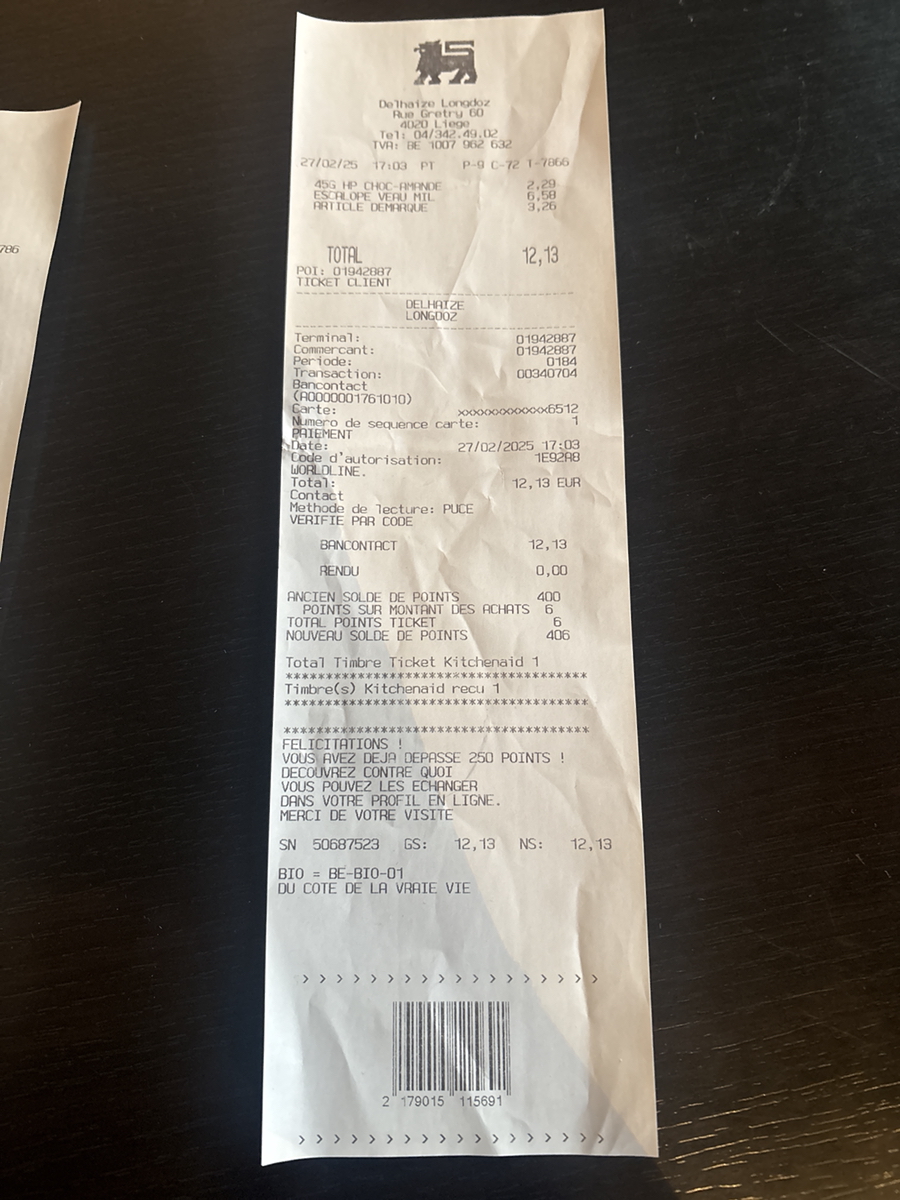 786
Delhaize Longdoz
Rue Gretry 60
4020 Liege
Tel: 04/342.49.02
TVA: BE 1007 962 632
27/02/25 17:03 PT P-9 C-72 T-7866
45G HP CHOC-AMANDE 2,29
ESCALOPE VEAU MIL 6,58
ARTICLE DEMARQUE 3,26
TOTAL 12,13
POI: 01942887
TICKET CLIENT
DELHAIZE
LONGDOZ
Terminal: 01942887
Commercant: 01942887
Periode: 0184
Transaction: 00340704
Bancontact
(A0000001761010)
Carte: xxxxxxxxxxxxx6512
Numero de sequence carte: 1
PAIEMENT
Date: 27/02/2025 17:03
Code d'autorisation: 1E92A8
WORLDLINE.
Total: 12,13 EUR
Contact
Methode de lecture: PUCE
VERIFIE PAR CODE
BANCONTACT 12,13
RENDU 0,00
ANCIEN SOLDE DE POINTS 400
POINTS SUR MONTANT DES ACHATS 6
TOTAL POINTS TICKET 6
NOUVEAU SOLDE DE POINTS 406
Total Timbre Ticket Kitchenaid 1
************************************
Timbre(s) Kitchenaid recu 1
************************************
************************************
FELICITATIONS !
VOUS AVEZ DEJA DEPASSE 250 POINTS !
DECOUVREZ CONTRE QUOI
VOUS POUVEZ LES ECHANGER
DANS VOTRE PROFIL EN LIGNE.
MERCI DE VOTRE VISITE
SN 50687523 GS: 12,13 NS: 12,13
BIO = BE-BIO-01
DU COTE DE LA VRAIE VIE
> > > > > > > > > > > > > > > > > >
2 179015 115691
> > > > > > > > > > > > > > > > > >